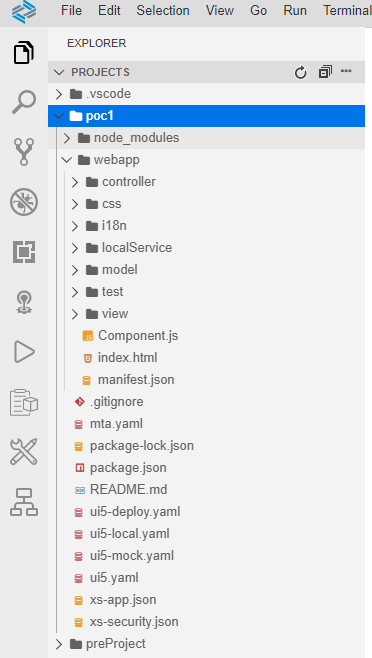 File Edit Selection View Go Run Terminal
EXPLORER
PROJECTS
.vscode
poc1
node_modules
webapp
controller
css
i18n
localService
model
test
view
Component.js
index.html
manifest.json
.gitignore
mta.yaml
package-lock.json
package.json
README.md
ui5-deploy.yaml
ui5-local.yaml
ui5-mock.yaml
ui5.yaml
xs-app.json
xs-security.json
preProject